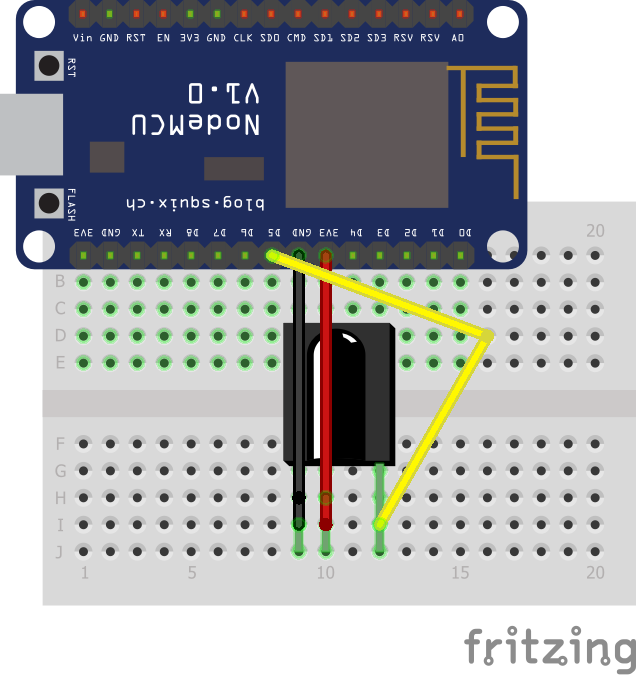 Vin GND RST EN 3V3 GND CLK SD0 CMD SD1 SD2 SD3 RSV RSV A0
RST
NodeMCU
V1.0
FLASH
blog.squix.ch
3V3 GND TX RX D8 D7 D6 D5 GND 3V3 D4 D3 D2 D1 D0
20
B
C
D
E
F
G
H
I
J
1 5 10 15 20
fritzing